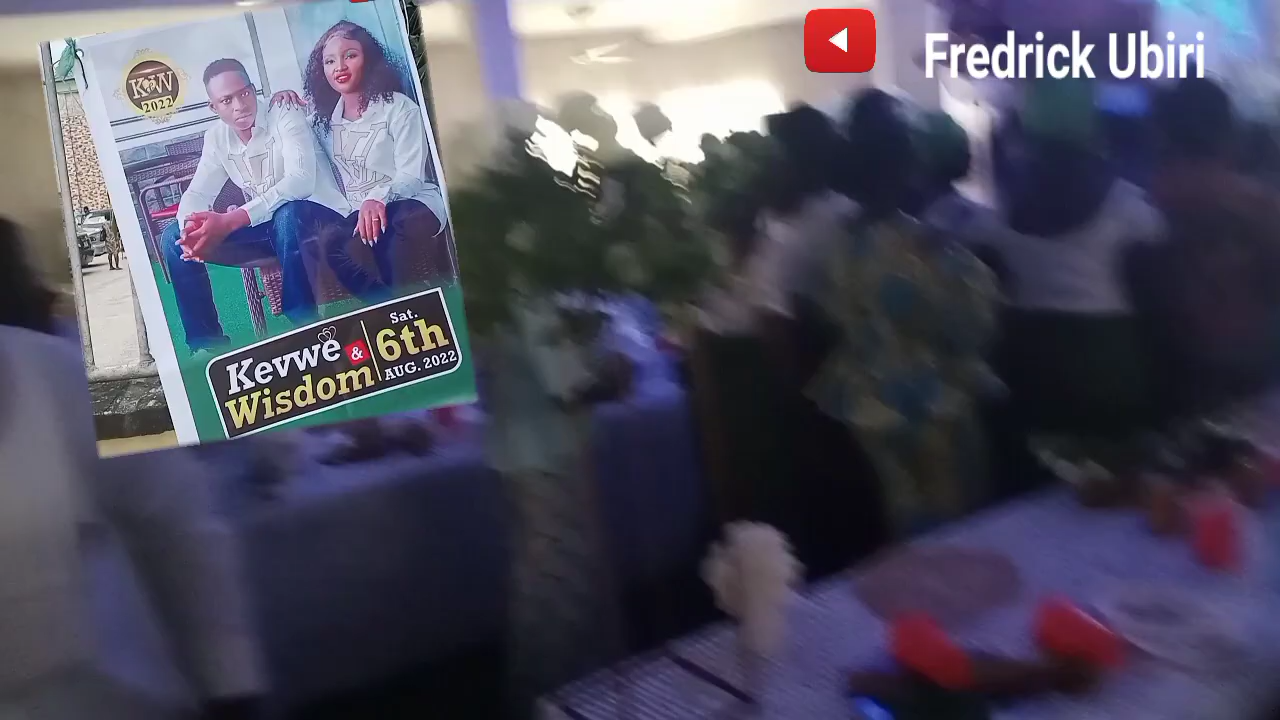 Fredrick Ubiri
K W
2022
Kevwe &
Wisdom
Sat.
6th
AUG. 2022